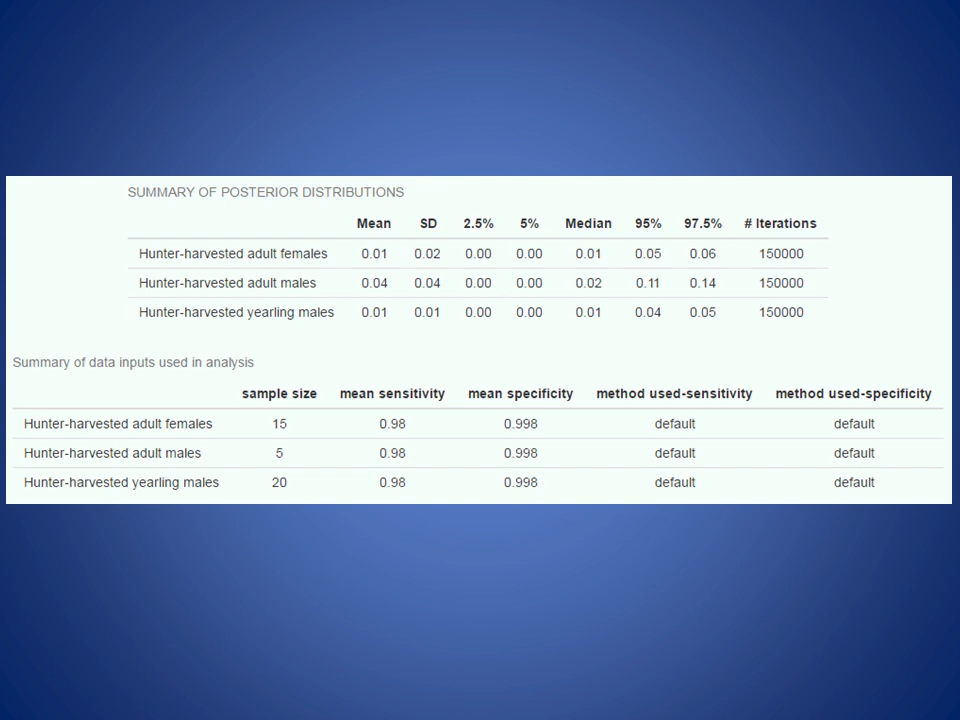 SUMMARY OF POSTERIOR DISTRIBUTIONS
Mean SD 2.5% 5% Median 95% 97.5% # Iterations
Hunter-harvested adult females 0.01 0.02 0.00 0.00 0.01 0.05 0.06 150000
Hunter-harvested adult males 0.04 0.04 0.00 0.00 0.02 0.11 0.14 150000
Hunter-harvested yearling males 0.01 0.01 0.00 0.00 0.01 0.04 0.05 150000
Summary of data inputs used in analysis
sample size mean sensitivity mean specificity method used-sensitivity method used-specificity
Hunter-harvested adult females 15 0.98 0.998 default default
Hunter-harvested adult males 5 0.98 0.998 default default
Hunter-harvested yearling males 20 0.98 0.998 default default